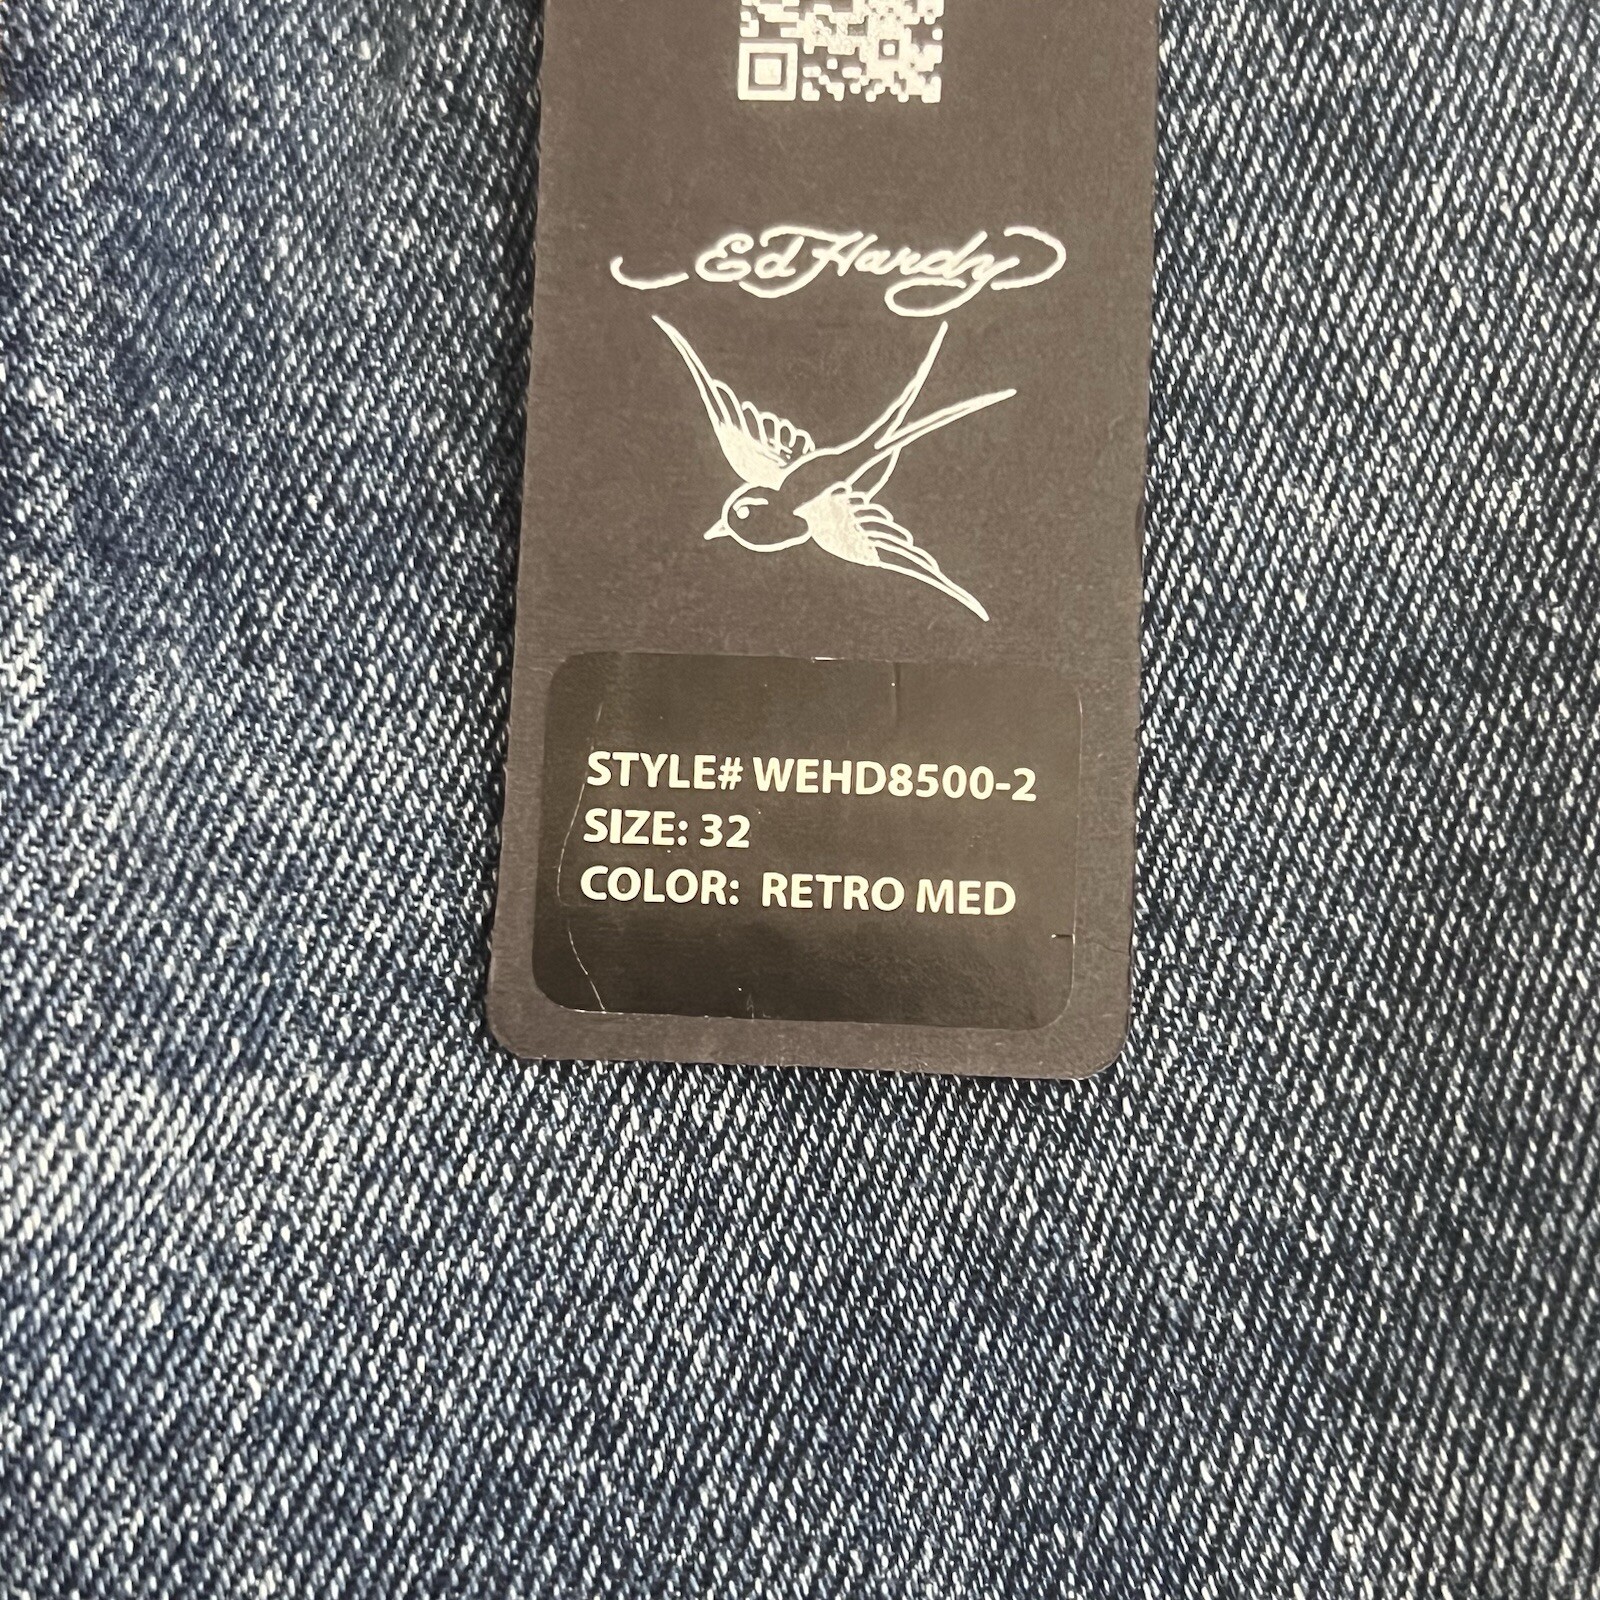 Ed Hardy
STYLE# WEHD8500-2
SIZE: 32
COLOR: RETRO MED